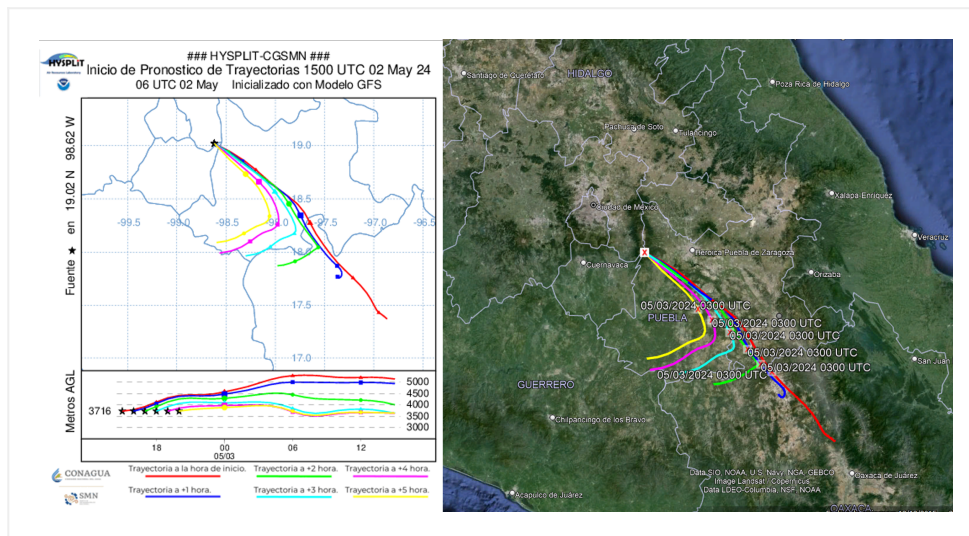 HYSPLIT
Air Resources Laboratory
NOAA
### HYSPLIT-CGSMN ###
Inicio de Pronostico de Trayectorias 1500 UTC 02 May 24
06 UTC 02 May Inicializado con Modelo GFS
Fuente ★ en 19.02 N 98.62 W
19.0
18.5
-99.5
-99.0
-98.5
-97.5
-97.0
-96.5
18.0
17.5
17.0
Metros AGL
3716
5000
4500
4000
3500
3000
18
00
06
12
05/03
CONAGUA
SMN
Trayectoria a la hora de inicio.
Trayectoria a +2 hora.
Trayectoria a +4 hora.
Trayectoria a +1 hora.
Trayectoria a +3 hora.
Trayectoria a +5 hora.
Santiago de Querétaro
HIDALGO
Poza Rica de Hidalgo
Pachuca de Soto
Tulancingo
Xalapa-Enríquez
Ciudad de México
Veracruz
X
Heroica Puebla de Zaragoza
Cuernavaca
Orizaba
05/03/2024 0300 UTC
PUEBLA
05/03/2024 0300 UTC
05/03/2024 0300 UTC
05/03/2024 0300 UTC
San Juan
05/03/2024 0300 UTC
05/03/2024 0300 UTC
GUERRERO
Chilpancingo de los Bravo
Data SIO, NOAA, U.S. Navy, NGA, GEBCO
Image Landsat / Copernicus
Data LDEO-Columbia, NSF, NOAA
Oaxaca de Juárez
Acapulco de Juárez
OAXACA